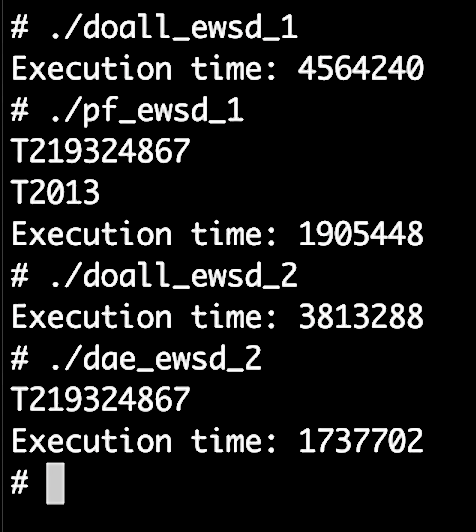 # ./doall_ewsd_1
Execution time: 4564240
# ./pf_ewsd_1
T219324867
T2013
Execution time: 1905448
# ./doall_ewsd_2
Execution time: 3813288
# ./dae_ewsd_2
T219324867
Execution time: 1737702
#